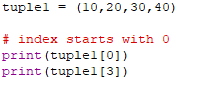 tuple1 = (10,20,30,40)
# index starts with 0
print(tuple1[0])
print(tuple1[3])